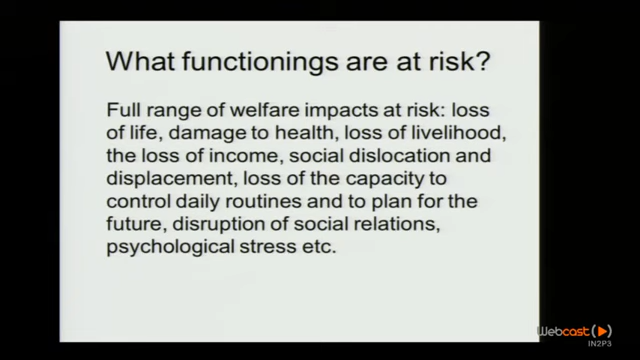 What functionings are at risk?
Full range of welfare impacts at risk: loss
of life, damage to health, loss of livelihood,
the loss of income, social dislocation and
displacement, loss of the capacity to
control daily routines and to plan for the
future, disruption of social relations,
psychological stress etc.
Webcast
IN2P3